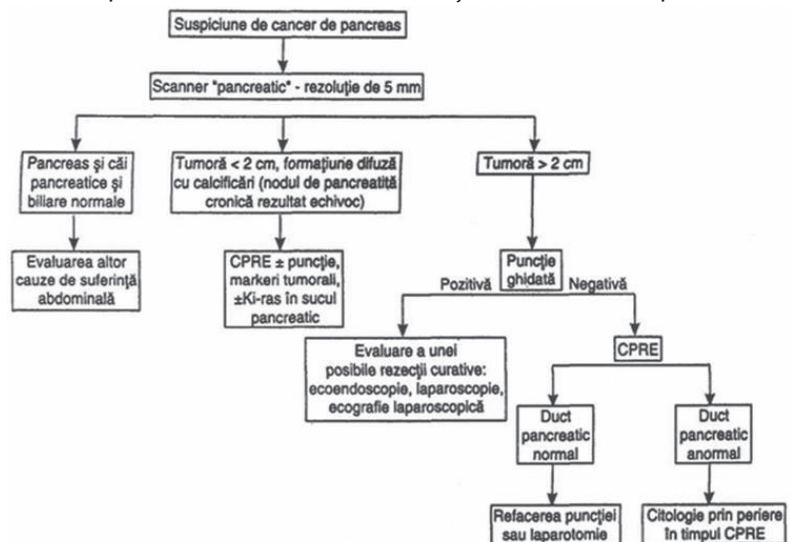 Suspiciune de cancer de pancreas
Scanner "pancreatic" - rezoluție de 5 mm
Pancreas și căi
pancreatice și
biliare normale
Tumoră < 2 cm, formațiune difuză
cu calcificări (nodul de pancreatită
cronică rezultat echivoc)
Tumoră > 2 cm
Evaluarea altor
cauze de suferință
abdominală
CPRE ± puncție,
markeri tumorali,
±Ki-ras în sucul
pancreatic
Puncție
ghidată
Pozitivă
Negativă
Evaluare a unei
posibile rezecții curative:
ecoendoscopie, laparoscopie,
ecografie laparoscopică
CPRE
Duct
pancreatic
normal
Duct
pancreatic
anormal
Refacerea puncției
sau laparotomie
Citologie prin periere
în timpul CPRE